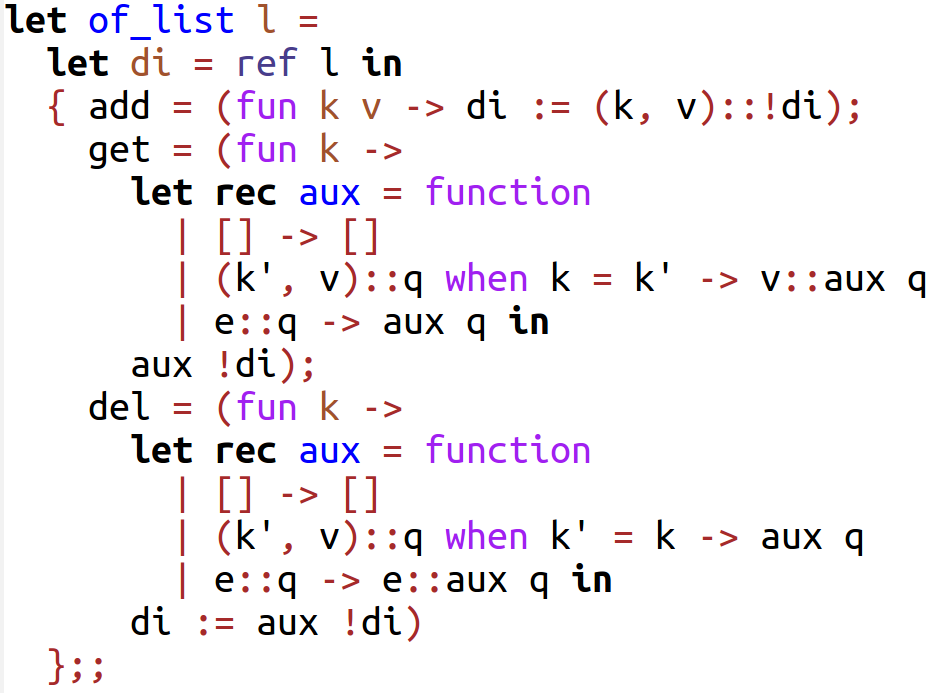 let of_list l =
  let di = ref l in
  { add = (fun k v -> di := (k, v)::!di);
    get = (fun k ->
      let rec aux = function
        | [] -> []
        | (k', v)::q when k = k' -> v::aux q
        | e::q -> aux q in
      aux !di);
    del = (fun k ->
      let rec aux = function
        | [] -> []
        | (k', v)::q when k' = k -> aux q
        | e::q -> e::aux q in
      di := aux !di)
  };;